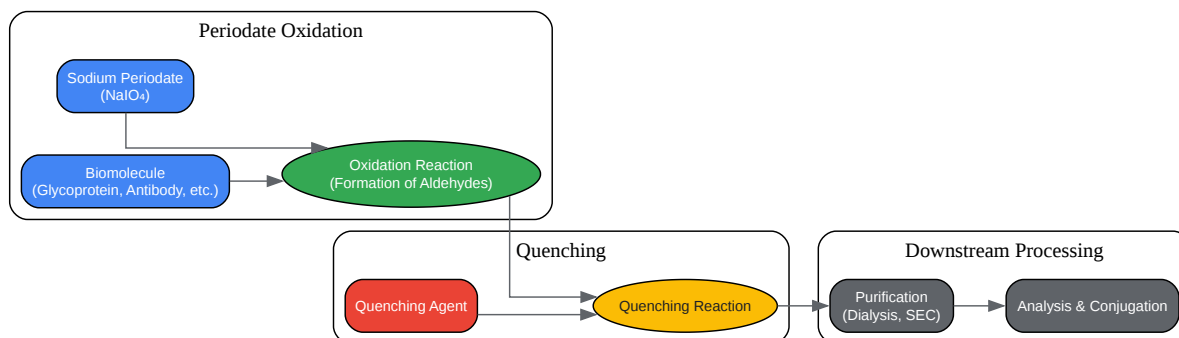 Periodate Oxidation
Sodium Periodate
(NaIO₄)
Biomolecule
(Glycoprotein, Antibody, etc.)
Oxidation Reaction
(Formation of Aldehydes)
Quenching
Quenching Agent
Quenching Reaction
Downstream Processing
Purification
(Dialysis, SEC)
Analysis & Conjugation